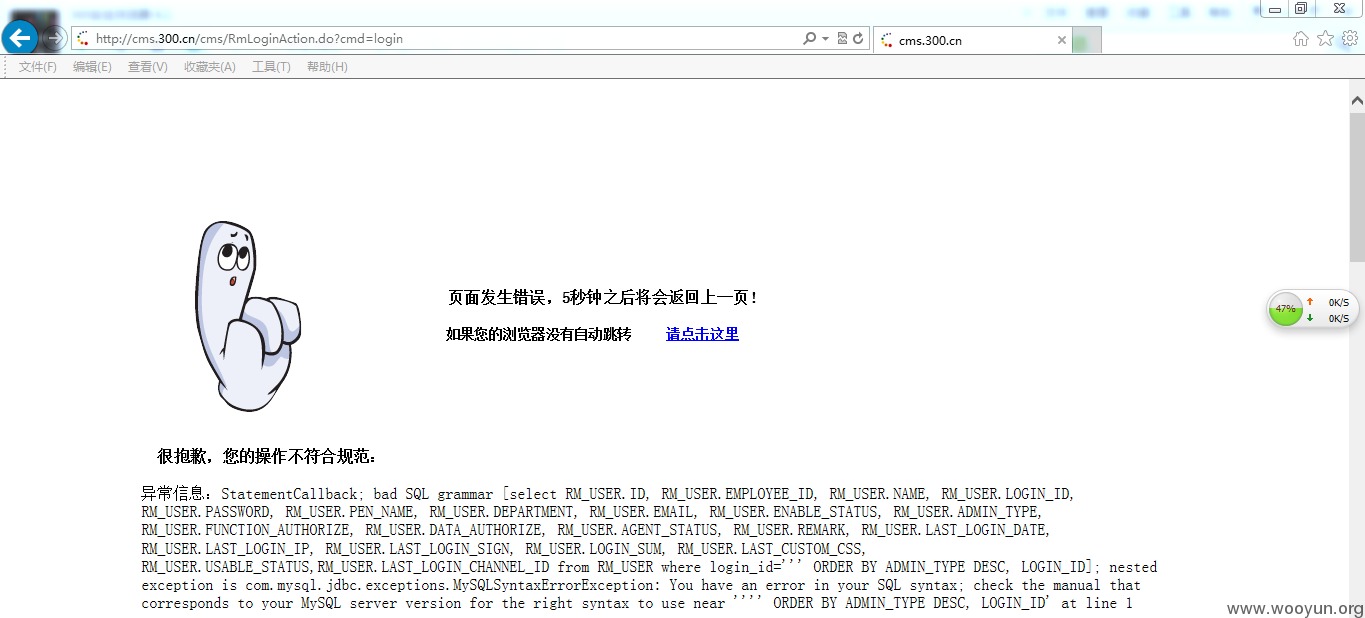 http://cms.300.cn/cms/RmLoginAction.do?cmd=login
cms.300.cn
文件(F) 编辑(E) 查看(V) 收藏夹(A) 工具(T) 帮助(H)
页面发生错误，5秒钟之后将会返回上一页！
47%
0K/S
0K/S
如果您的浏览器没有自动跳转 请点击这里
很抱歉，您的操作不符合规范：
异常信息：StatementCallback; bad SQL grammar [select RM_USER.ID, RM_USER.EMPLOYEE_ID, RM_USER.NAME, RM_USER.LOGIN_ID,
RM_USER.PASSWORD, RM_USER.PEN_NAME, RM_USER.DEPARTMENT, RM_USER.EMAIL, RM_USER.ENABLE_STATUS, RM_USER.ADMIN_TYPE,
RM_USER.FUNCTION_AUTHORIZE, RM_USER.DATA_AUTHORIZE, RM_USER.AGENT_STATUS, RM_USER.REMARK, RM_USER.LAST_LOGIN_DATE,
RM_USER.LAST_LOGIN_IP, RM_USER.LAST_LOGIN_SIGN, RM_USER.LOGIN_SUM, RM_USER.LAST_CUSTOM_CSS,
RM_USER.USABLE_STATUS,RM_USER.LAST_LOGIN_CHANNEL_ID from RM_USER where login_id=''' ORDER BY ADMIN_TYPE DESC, LOGIN_ID]; nested
exception is com.mysql.jdbc.exceptions.MySQLSyntaxErrorException: You have an error in your SQL syntax; check the manual that
corresponds to your MySQL server version for the right syntax to use near '''' ORDER BY ADMIN_TYPE DESC, LOGIN_ID' at line 1
www.wooyun.org